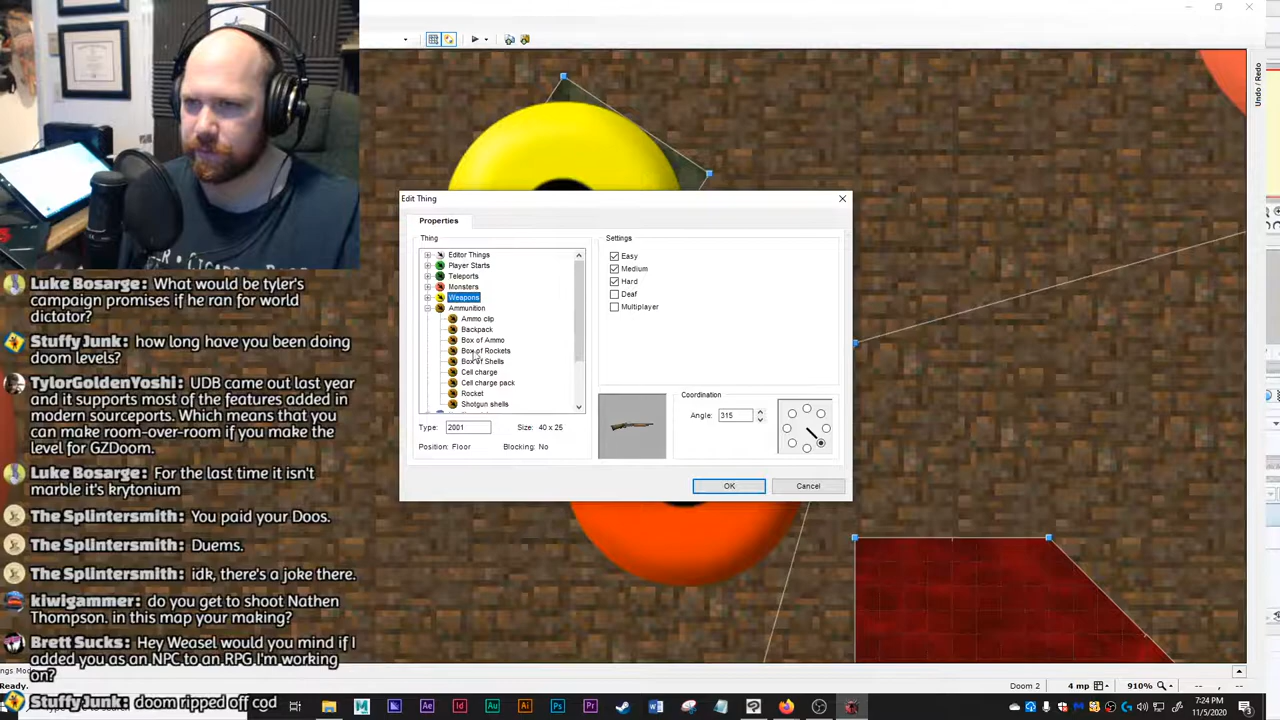 Undo / Redo
Edit Thing
Properties
Thing
Editor Things
Player Starts
Teleports
Monsters
Weapons
Ammunition
Ammo clip
Backpack
Box of Ammo
Box of Rockets
Box of Shells
Cell charge
Cell charge pack
Rocket
Shotgun shells
Type: 2001 Size: 40 x 25
Position: Floor Blocking: No
Settings
Easy
Medium
Hard
Deaf
Multiplayer
Coordination
Angle: 315
OK Cancel
Luke Rosarge: What would be tyler's
campaign promises if he ran for world
dictator?
Stuffy Junk: how long have you been doing
doom levels?
TylorGoldenYoshi: UDB came out last year
and it supports most of the features added in
modern sourceports. Which means that you
can make room-over-room if you make the
level for GZDoom.
Luke Rosarge: For the last time it isn't
marble it's krytonium
The Splintersmith: You paid your Doos.
The Splintersmith: Duems.
The Splintersmith: idk, there's a joke there.
kiwigammer: do you get to shoot Nathen
Thompson. in this map your making?
Brett Sucks: Hey Weasel would you mind if I
added you as an NPC to an RPG I'm working
on?
Stuffy Junk: doom ripped off cod
ngs Mode
Ready.
Doom 2 4 mp 910% -- , --
7:24 PM
11/5/2020